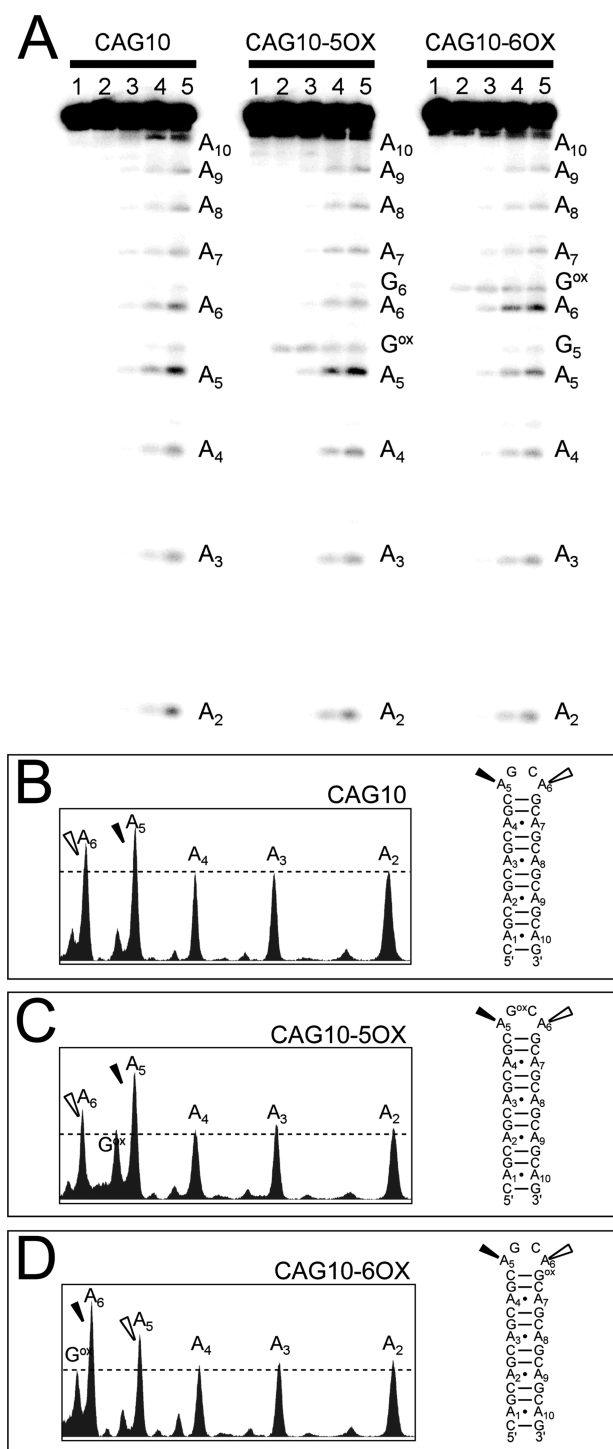 A
CAG10 CAG10-5OX CAG10-6OX
1 2 3 4 5 1 2 3 4 5 1 2 3 4 5
A₁₀ A₁₀ A₁₀
A₉ A₉ A₉
A₈ A₈ A₈
A₇ A₇ A₇
G₆ Gᵒˣ
A₆ A₆ A₆
Gᵒˣ G₅
A₅ A₅ A₅
A₄ A₄ A₄
A₃ A₃ A₃
A₂ A₂ A₂
B
CAG10
A₆ A₅ A₄ A₃ A₂
G C
A₅ A₆
C — G
G — C
A₄ • A₇
C — G
G — C
A₃ • A₈
C — G
G — C
A₂ • A₉
C — G
G — C
A₁ • A₁₀
C — G
5' 3'
C
CAG10-5OX
A₆ Gᵒˣ A₅ A₄ A₃ A₂
Gᵒˣ C
A₅ A₆
C — G
G — C
A₄ • A₇
C — G
G — C
A₃ • A₈
C — G
G — C
A₂ • A₉
C — G
G — C
A₁ • A₁₀
C — G
5' 3'
D
CAG10-6OX
Gᵒˣ A₆ A₅ A₄ A₃ A₂
G C
A₅ A₆
C — Gᵒˣ
G — C
A₄ • A₇
C — G
G — C
A₃ • A₈
C — G
G — C
A₂ • A₉
C — G
G — C
A₁ • A₁₀
C — G
5' 3'